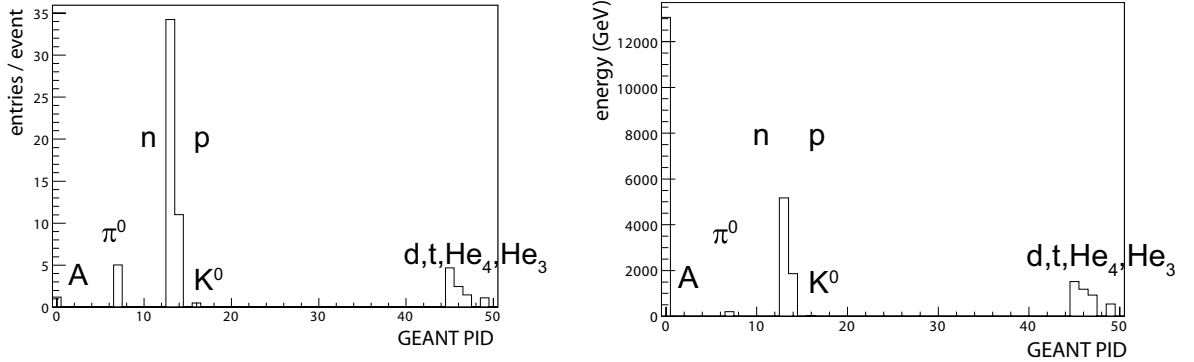 entries / event
35
30
25
20
15
10
5
0
A
π⁰
n p
K⁰
d,t,He₄,He₃
0 10 20 30 40 50
GEANT PID
energy (GeV)
12000
10000
8000
6000
4000
2000
0
n p
π⁰
A
K⁰
d,t,He₄,He₃
0 10 20 30 40 50
GEANT PID